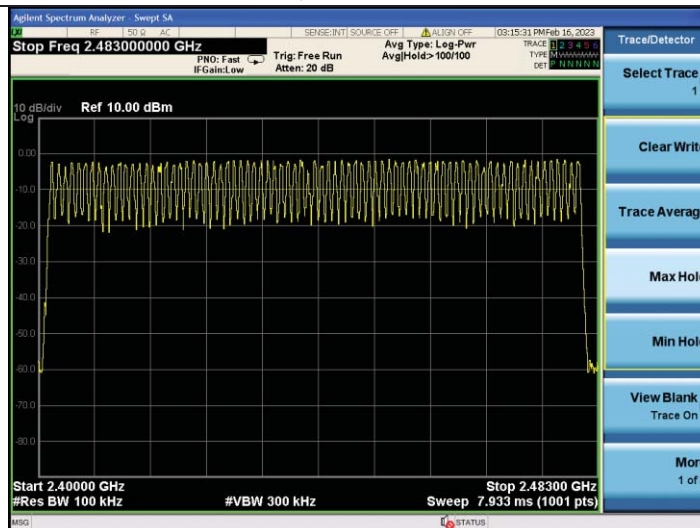 Agilent Spectrum Analyzer - Swept SA
RF 50 Ω AC SENSE:INT SOURCE OFF ALIGN OFF 03:15:31 PM Feb 16, 2023
Stop Freq 2.483000000 GHz
PNO: Fast Trig: Free Run Avg Type: Log-Pwr TRACE 1 2 3 4 5 6
IFGain:Low Atten: 20 dB Avg|Hold:>100/100 TYPE M
DET P N N N N N
Trace/Detector
Select Trace
1
10 dB/div Ref 10.00 dBm
Log
0.00
-10.0
-20.0
-30.0
-40.0
-50.0
-60.0
-70.0
-80.0
Clear Write
Trace Averag
Max Hol
Min Hol
View Blank
Trace On
Mor
1 of
Start 2.40000 GHz Stop 2.48300 GHz
#Res BW 100 kHz #VBW 300 kHz Sweep 7.933 ms (1001 pts)
MSG STATUS